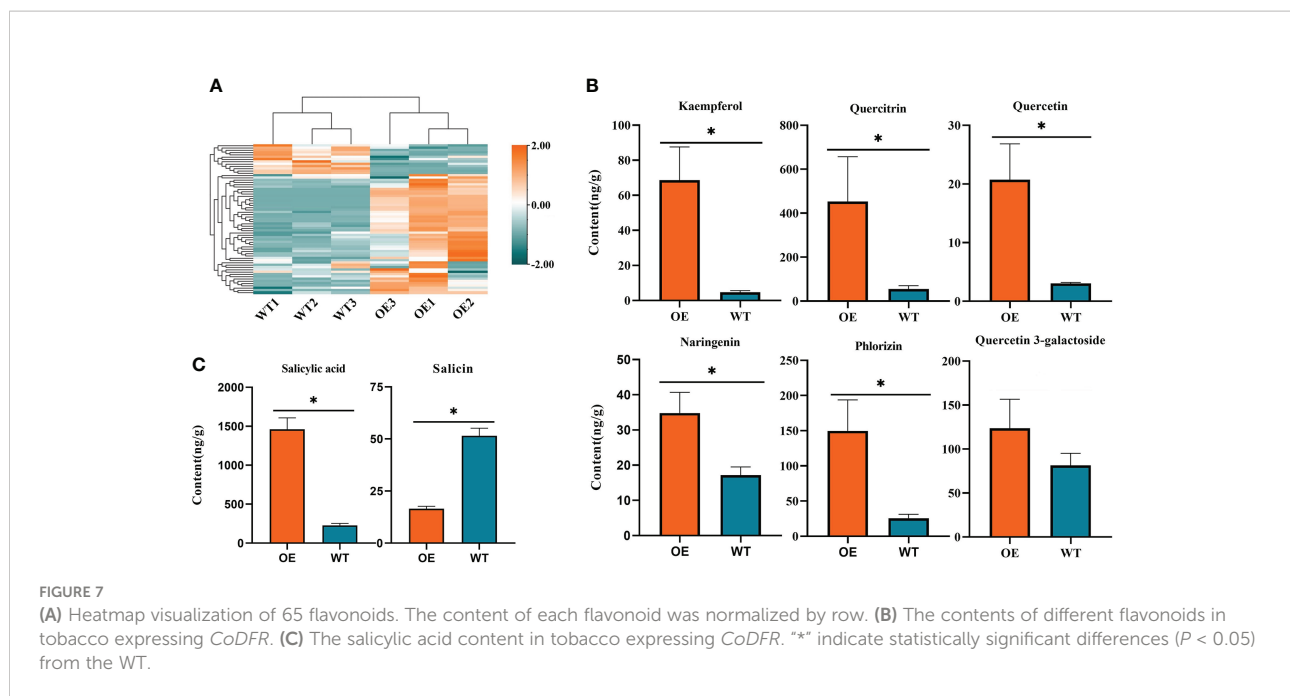 A
2.00
0.00
-2.00
WT1
WT2
WT3
OE3
OE1
OE2
B
Kaempferol
Content(ng/g)
100
80
60
40
20
0
*
OE
WT
Quercitrin
800
600
400
200
0
*
OE
WT
Quercetin
30
20
10
0
*
OE
WT
Naringenin
Content(ng/g)
40
30
20
10
0
*
OE
WT
Phlorizin
250
200
150
100
50
0
*
OE
WT
Quercetin 3-galactoside
200
150
100
50
0
OE
WT
C
Salicylic acid
Content(ng/g)
2000
1500
1000
500
0
*
OE
WT
Salicin
75
50
25
0
*
OE
WT
FIGURE 7
(A) Heatmap visualization of 65 flavonoids. The content of each flavonoid was normalized by row. (B) The contents of different flavonoids in
tobacco expressing CoDFR. (C) The salicylic acid content in tobacco expressing CoDFR. “*” indicate statistically significant differences (P < 0.05)
from the WT.